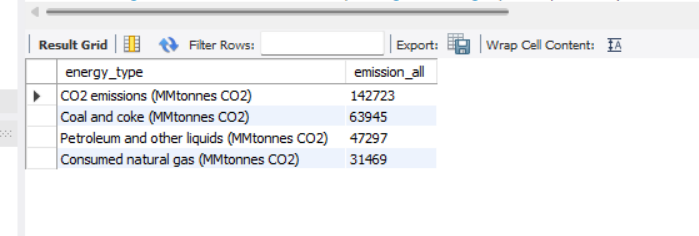 Result Grid Filter Rows: Export: Wrap Cell Content:
energy_type emission_all
CO2 emissions (MMtonnes CO2) 142723
Coal and coke (MMtonnes CO2) 63945
Petroleum and other liquids (MMtonnes CO2) 47297
Consumed natural gas (MMtonnes CO2) 31469